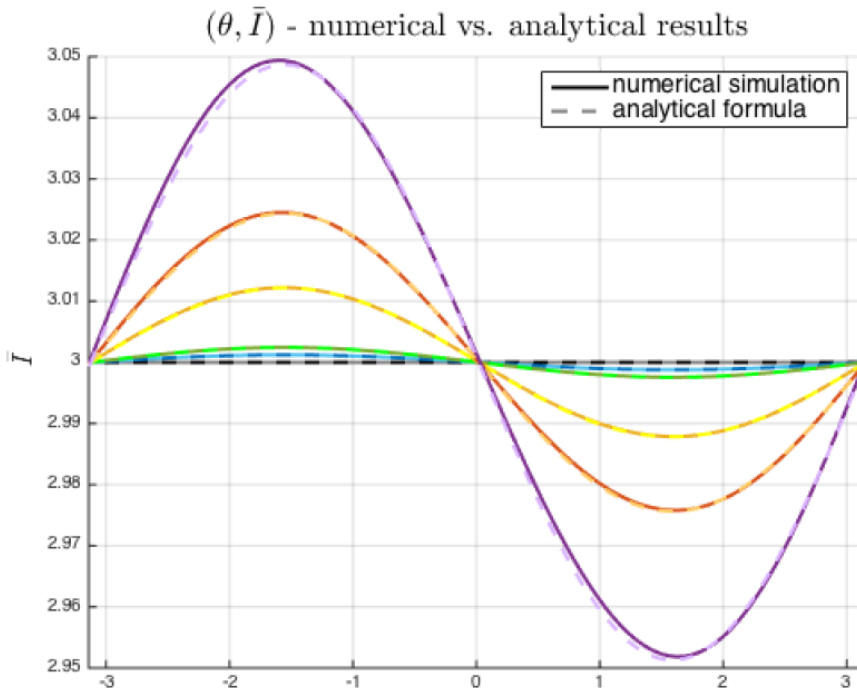 (θ, Ī) - numerical vs. analytical results
numerical simulation
analytical formula
3.05
3.04
3.03
3.02
3.01
3
2.99
2.98
2.97
2.96
2.95
Ī
-3 -2 -1 0 1 2 3